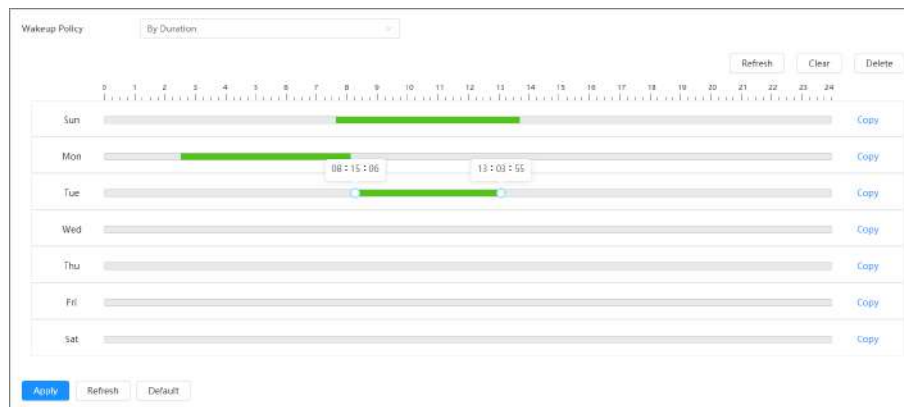 Wakeup Policy By Duration
Refresh Clear Delete
0 1 2 3 4 5 6 7 8 9 10 11 12 13 14 15 16 17 18 19 20 21 22 23 24
Sun Copy
Mon Copy
08:15:06 13:03:55
Tue Copy
Wed Copy
Thu Copy
Fri Copy
Sat Copy
Apply Refresh Default